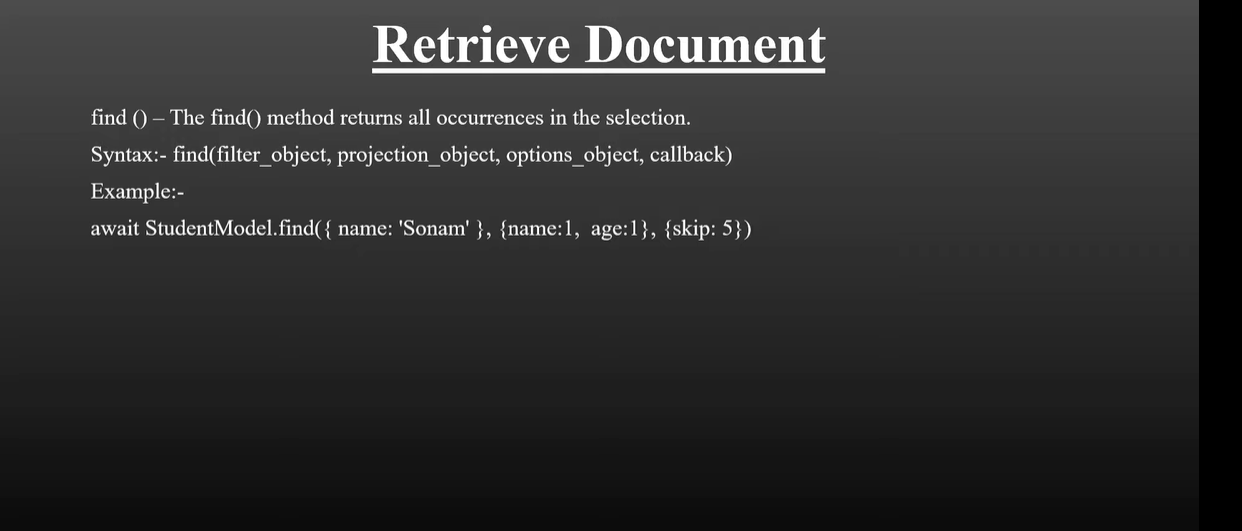 Retrieve Document
find () – The find() method returns all occurrences in the selection.
Syntax:- find(filter_object, projection_object, options_object, callback)
Example:-
await StudentModel.find({ name: 'Sonam' }, {name:1,  age:1}, {skip: 5})